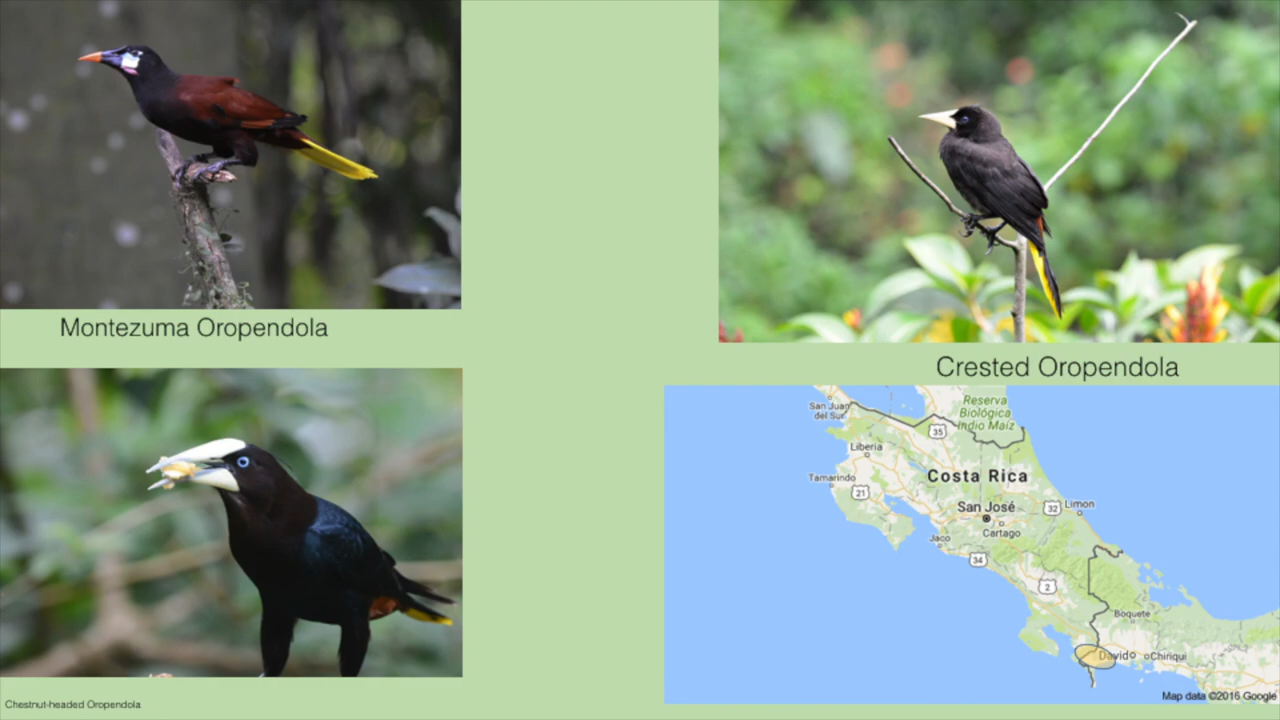 Montezuma Oropendola
Crested Oropendola
Chestnut-headed Oropendola
San Juan
del Sur
Reserva
Biológica
Indio Maíz
35
Liberia
Costa Rica
Tamarindo
21
San José
32
Limon
Cartago
Jaco
34
2
Boquete
David
Chiriqui
Map data ©2016 Google